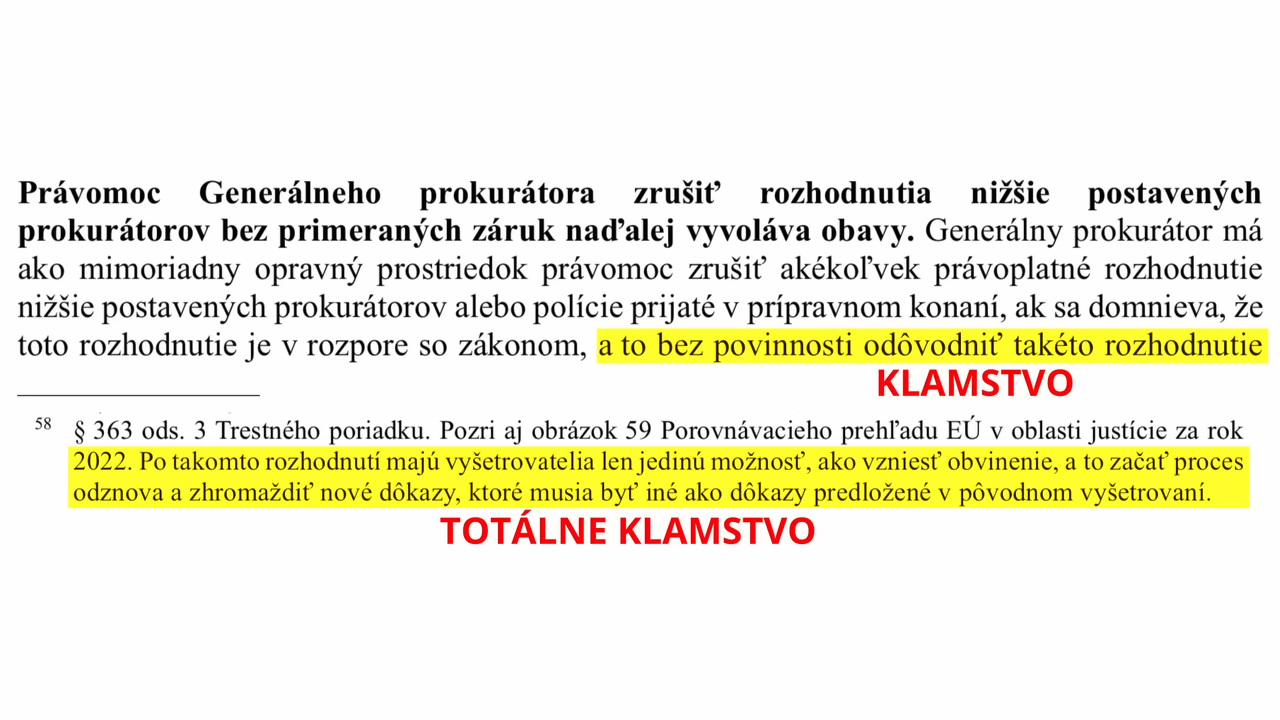 Právomoc Generálneho prokurátora zrušiť rozhodnutia nižšie postavených
prokurátorov bez primeraných záruk naďalej vyvoláva obavy. Generálny prokurátor má
ako mimoriadny opravný prostriedok právomoc zrušiť akékoľvek právoplatné rozhodnutie
nižšie postavených prokurátorov alebo polície prijaté v prípravnom konaní, ak sa domnieva, že
toto rozhodnutie je v rozpore so zákonom, a to bez povinnosti odôvodniť takéto rozhodnutie
KLAMSTVO
58 § 363 ods. 3 Trestného poriadku. Pozri aj obrázok 59 Porovnávacieho prehľadu EÚ v oblasti justície za rok
2022. Po takomto rozhodnutí majú vyšetrovatelia len jedinú možnosť, ako vzniesť obvinenie, a to začať proces
odznova a zhromaždiť nové dôkazy, ktoré musia byť iné ako dôkazy predložené v pôvodnom vyšetrovaní.
TOTÁLNE KLAMSTVO